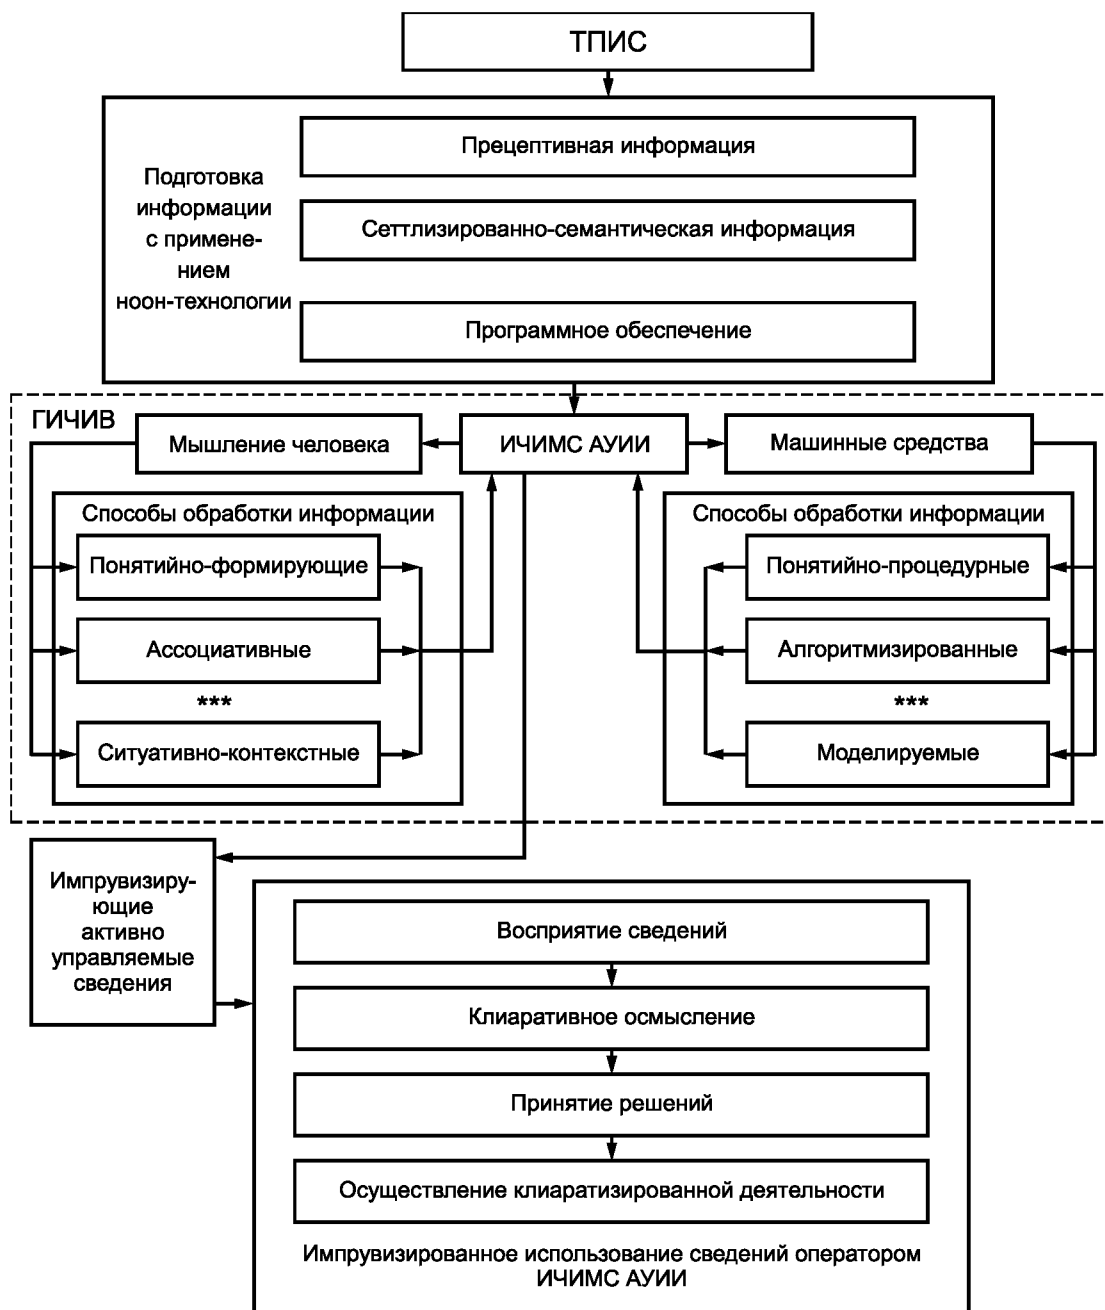 ТПИС
Подготовка
информации
с примене-
нием
ноон-технологии
Прецептивная информация
Сеттлизированно-семантическая информация
Программное обеспечение
ГИЧИВ
Мышление человека
ИЧИМС АУИИ
Машинные средства
Способы обработки информации
Понятийно-формирующие
Ассоциативные
***
Ситуативно-контекстные
Способы обработки информации
Понятийно-процедурные
Алгоритмизированные
***
Моделируемые
Импрувизиру-
ющие
активно
управляемые
сведения
Восприятие сведений
Клиаративное осмысление
Принятие решений
Осуществление клиаратизированной деятельности
Импрувизированное использование сведений оператором
ИЧИМС АУИИ